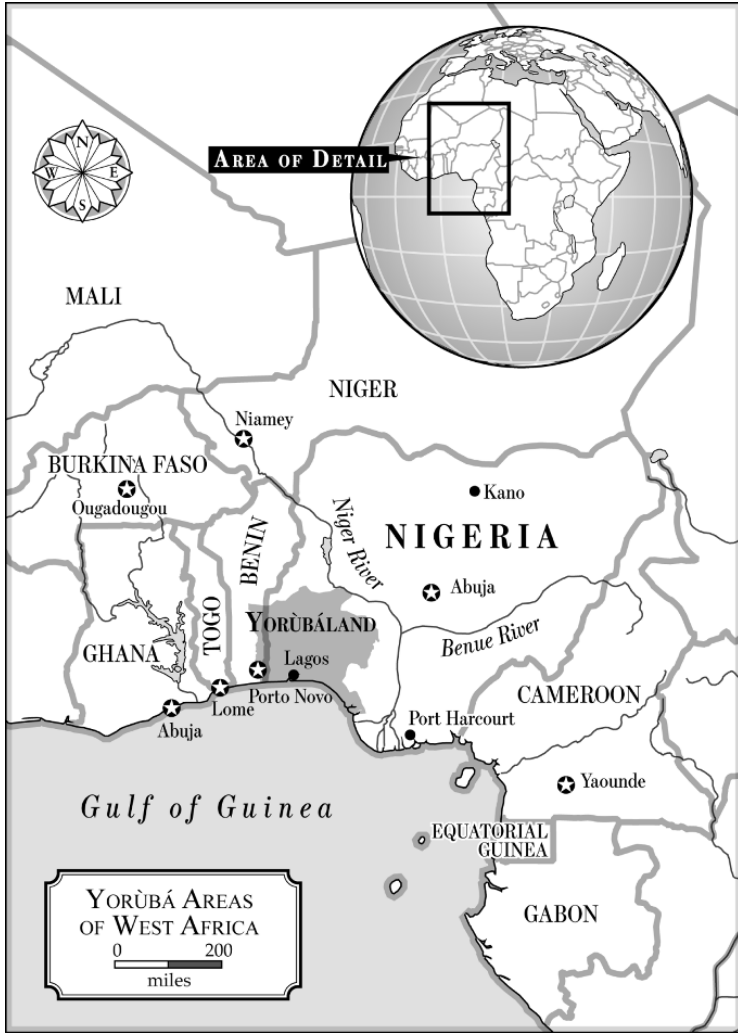 N
W E
S
AREA OF DETAIL
MALI
NIGER
Niamey
BURKINA FASO
Ougadougou
Kano
NIGERIA
Niger River
BENIN
Abuja
TOGO
YORÙBÁLAND
Benue River
GHANA
Lagos
CAMEROON
Porto Novo
Lomé
Abuja
Port Harcourt
Yaounde
Gulf of Guinea
EQUATORIAL
GUINEA
GABON
YORÙBÁ AREAS
OF WEST AFRICA
0 200
miles